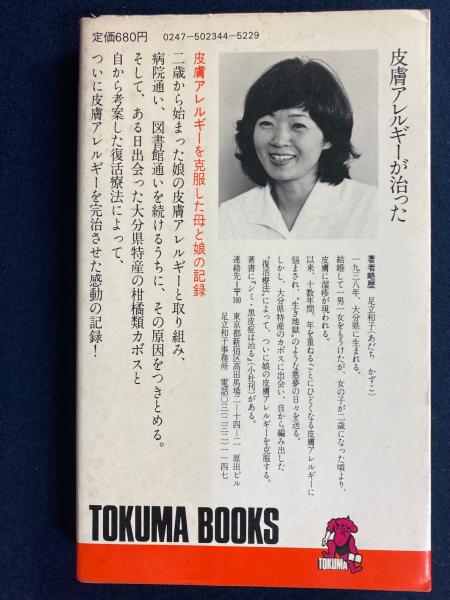 定価680円　0247-502344-5229
皮膚アレルギーが治った
著者略歴　足立和子(あだち　かずこ)
一九三八年、大分県に生まれる。
結婚して一男一女をもうけたが、女の子が二歳になった頃より、
皮膚に湿疹が現われる。
以来、十数年間、年を重ねるごとにひどくなる皮膚アレルギーに
悩まされ、“生き地獄”のような悪夢の日々を送る。
しかし、大分県特産のカボスに出会い、自から編み出した
“復活療法”によって、ついに娘の皮膚アレルギーを克服する。
著書に『シミ・黒皮症は治る』(小社刊)がある。
連絡先=〒160　東京都新宿区高田馬場二ー十四ー二　原田ビル
足立和子事務所　電話〇三(二三二)一一四七
皮膚アレルギーを克服した母と娘の記録
二歳から始まった娘の皮膚アレルギーと取り組み、
病院通い、図書館通いを続けるうちに、その原因をつきとめる。
そして、ある日出会った大分県特産の柑橘類カボスと
自から考案した復活療法によって、
ついに皮膚アレルギーを完治させた感動の記録!
TOKUMA BOOKS
TOKUMA